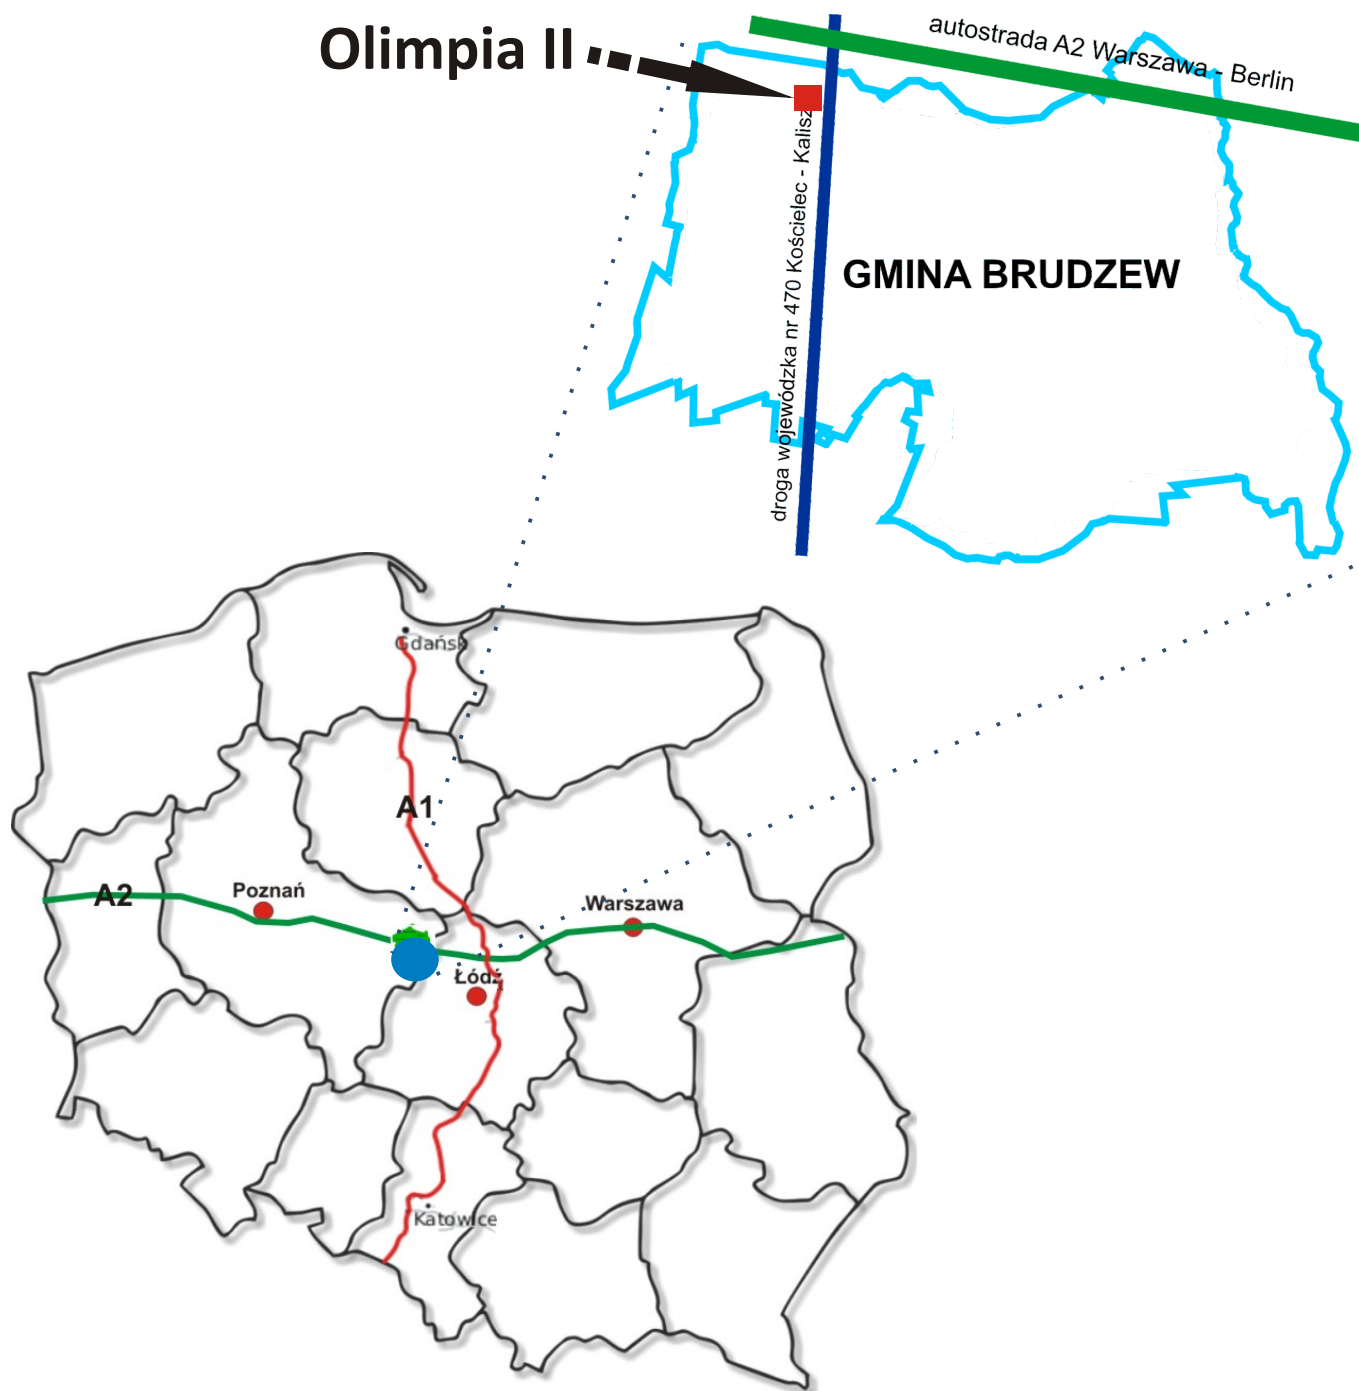 Olimpia II
autostrada A2 Warszawa - Berlin
droga wojewódzka nr 470 Kościelec - Kalisz
GMINA BRUDZEW
Gdańsk
A1
A2
Poznań
Warszawa
Łódź
Katowice